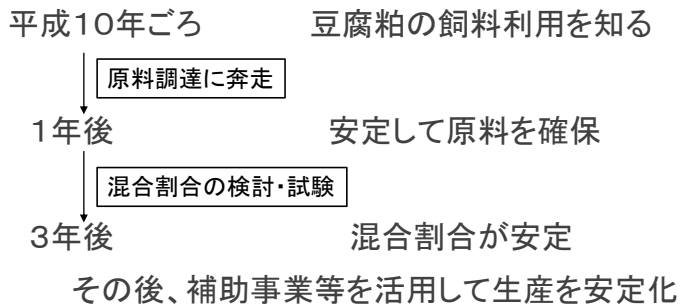 平成１０年ごろ　豆腐粕の飼料利用を知る
原料調達に奔走
１年後　安定して原料を確保
混合割合の検討・試験
３年後　混合割合が安定
その後、補助事業等を活用して生産を安定化